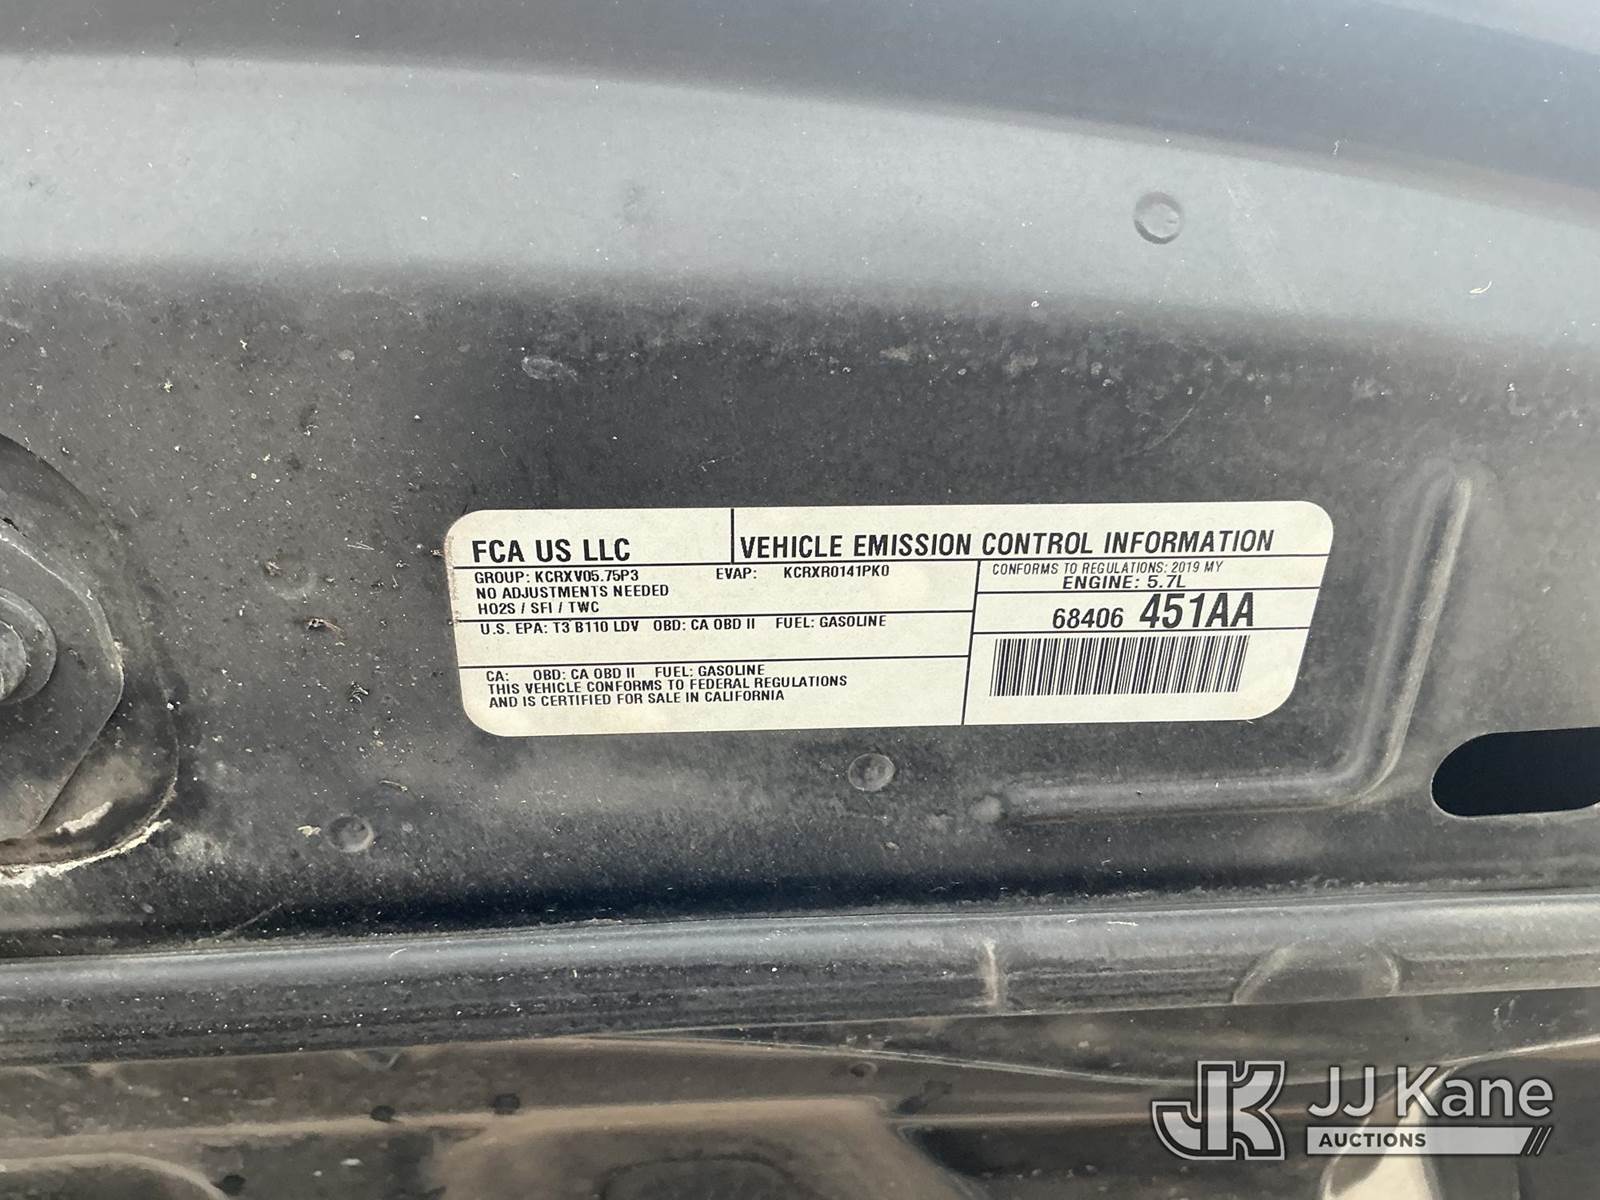 FCA US LLC
VEHICLE EMISSION CONTROL INFORMATION
GROUP: KCRXV05.75P3 EVAP: KCRXR0141PK0
NO ADJUSTMENTS NEEDED
HO2S / SFI / TWC
U.S. EPA: T3 B110 LDV OBD: CA OBD II FUEL: GASOLINE
CA: OBD: CA OBD II FUEL: GASOLINE
THIS VEHICLE CONFORMS TO FEDERAL REGULATIONS
AND IS CERTIFIED FOR SALE IN CALIFORNIA
CONFORMS TO REGULATIONS: 2019 MY
ENGINE: 5.7L
68406 451AA
JK JJ Kane
AUCTIONS